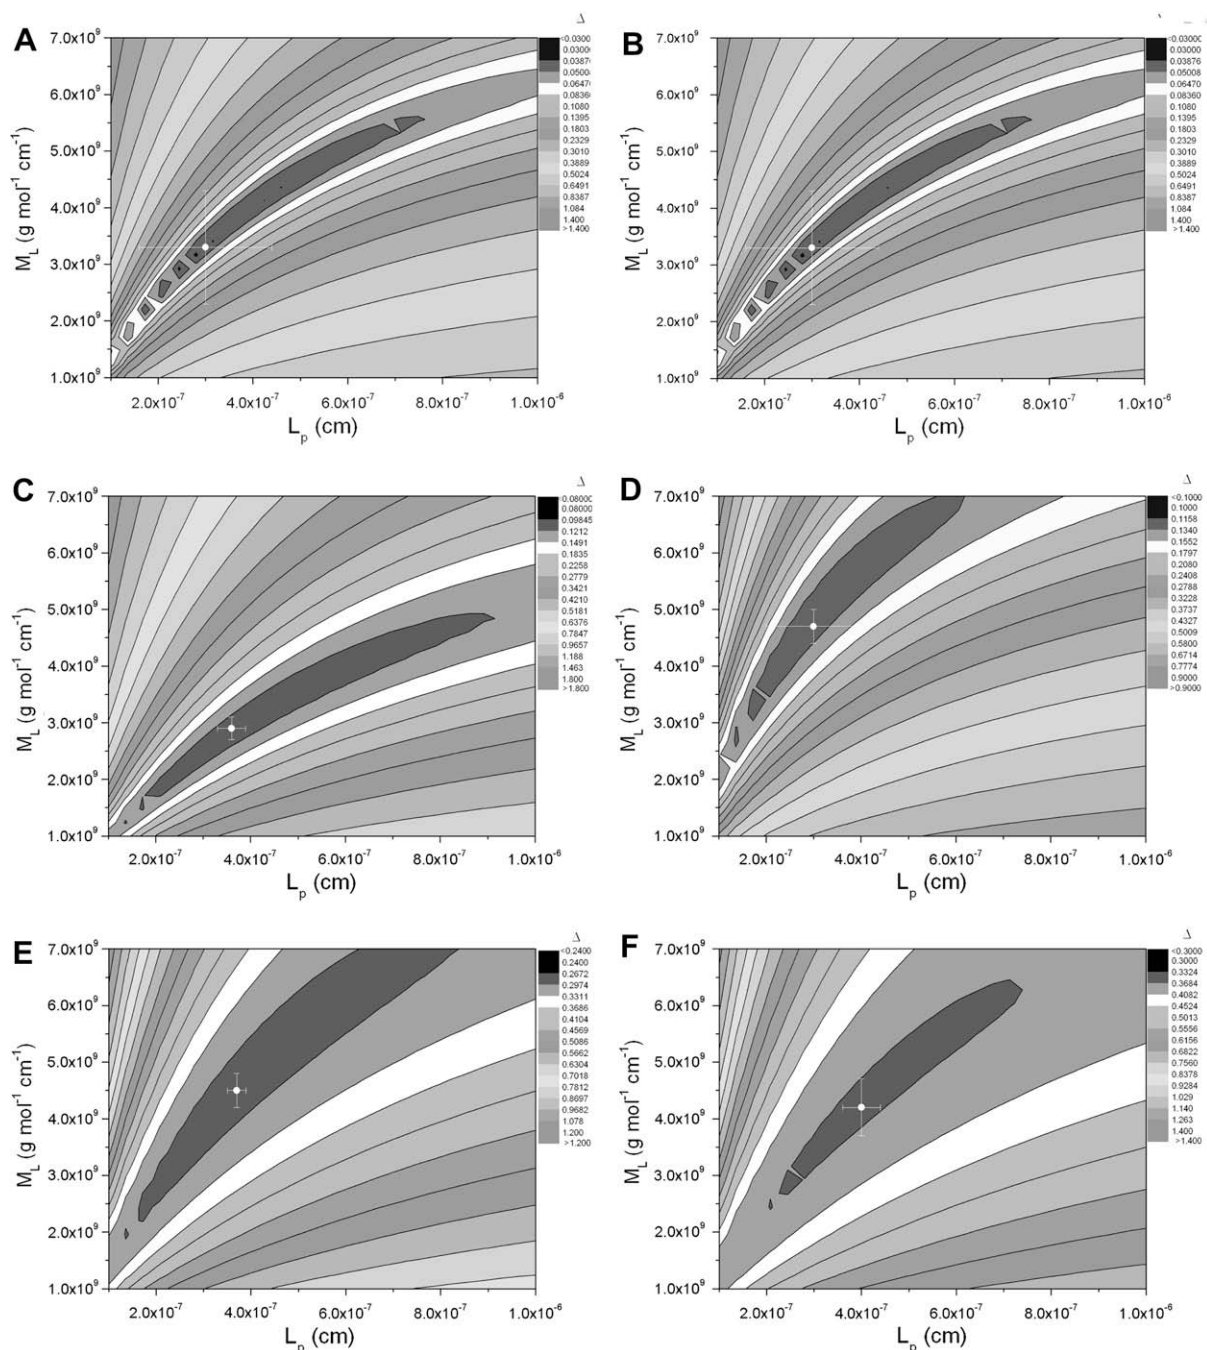 A
Δ
M_L (g mol⁻¹ cm⁻¹)
7.0x10⁹
6.0x10⁹
5.0x10⁹
4.0x10⁹
3.0x10⁹
2.0x10⁹
1.0x10⁹
2.0x10⁻⁷ 4.0x10⁻⁷ 6.0x10⁻⁷ 8.0x10⁻⁷ 1.0x10⁻⁶
L_p (cm)
<0.0300
0.0300
0.03876
0.05008
0.06470
0.08360
0.1080
0.1395
0.1803
0.2329
0.3010
0.3889
0.5024
0.6491
0.8387
1.084
1.400
>1.400
B
M_L (g mol⁻¹ cm⁻¹)
7.0x10⁹
6.0x10⁹
5.0x10⁹
4.0x10⁹
3.0x10⁹
2.0x10⁹
1.0x10⁹
2.0x10⁻⁷ 4.0x10⁻⁷ 6.0x10⁻⁷ 8.0x10⁻⁷ 1.0x10⁻⁶
L_p (cm)
<0.03000
0.03000
0.03876
0.05008
0.06470
0.08360
0.1080
0.1395
0.1803
0.2329
0.3010
0.3889
0.5024
0.6491
0.8387
1.084
1.400
>1.400
C
Δ
M_L (g mol⁻¹ cm⁻¹)
7.0x10⁹
6.0x10⁹
5.0x10⁹
4.0x10⁹
3.0x10⁹
2.0x10⁹
1.0x10⁹
2.0x10⁻⁷ 4.0x10⁻⁷ 6.0x10⁻⁷ 8.0x10⁻⁷ 1.0x10⁻⁶
L_p (cm)
<0.08000
0.08000
0.09845
0.1212
0.1491
0.1835
0.2258
0.2779
0.3421
0.4210
0.5181
0.6376
0.7847
0.9657
1.188
1.463
1.800
>1.800
D
Δ
M_L (g mol⁻¹ cm⁻¹)
7.0x10⁹
6.0x10⁹
5.0x10⁹
4.0x10⁹
3.0x10⁹
2.0x10⁹
1.0x10⁹
2.0x10⁻⁷ 4.0x10⁻⁷ 6.0x10⁻⁷ 8.0x10⁻⁷ 1.0x10⁻⁶
L_p (cm)
<0.1000
0.1000
0.1158
0.1340
0.1552
0.1797
0.2080
0.2408
0.2788
0.3228
0.3737
0.4327
0.5009
0.5800
0.6714
0.7774
0.9000
>0.9000
E
Δ
M_L (g mol⁻¹ cm⁻¹)
7.0x10⁹
6.0x10⁹
5.0x10⁹
4.0x10⁹
3.0x10⁹
2.0x10⁹
1.0x10⁹
2.0x10⁻⁷ 4.0x10⁻⁷ 6.0x10⁻⁷ 8.0x10⁻⁷ 1.0x10⁻⁶
L_p (cm)
<0.2400
0.2400
0.2672
0.2974
0.3311
0.3686
0.4104
0.4569
0.5086
0.5662
0.6304
0.7018
0.7812
0.8697
0.9682
1.078
1.200
>1.200
F
Δ
M_L (g mol⁻¹ cm⁻¹)
7.0x10⁹
6.0x10⁹
5.0x10⁹
4.0x10⁹
3.0x10⁹
2.0x10⁹
1.0x10⁹
2.0x10⁻⁷ 4.0x10⁻⁷ 6.0x10⁻⁷ 8.0x10⁻⁷ 1.0x10⁻⁶
L_p (cm)
<0.3000
0.3000
0.3324
0.3684
0.4082
0.4524
0.5013
0.5556
0.6156
0.6822
0.7560
0.8378
0.9284
1.029
1.140
1.263
1.400
>1.400